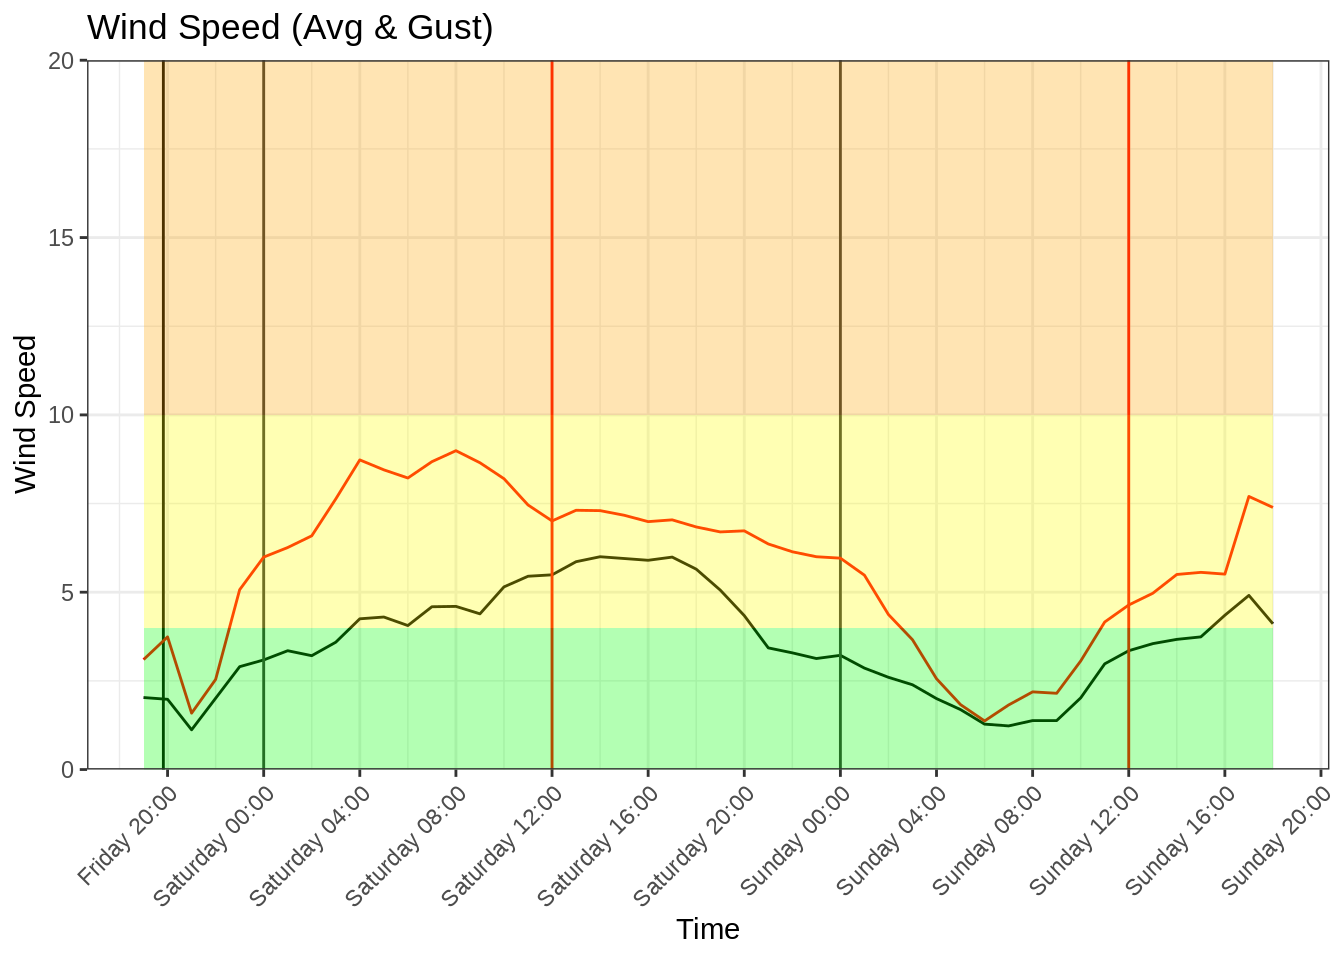 Wind Speed (Avg & Gust)
Wind Speed
20
15
10
5
0
Friday 20:00
Saturday 00:00
Saturday 04:00
Saturday 08:00
Saturday 12:00
Saturday 16:00
Saturday 20:00
Sunday 00:00
Sunday 04:00
Sunday 08:00
Sunday 12:00
Sunday 16:00
Sunday 20:00
Time